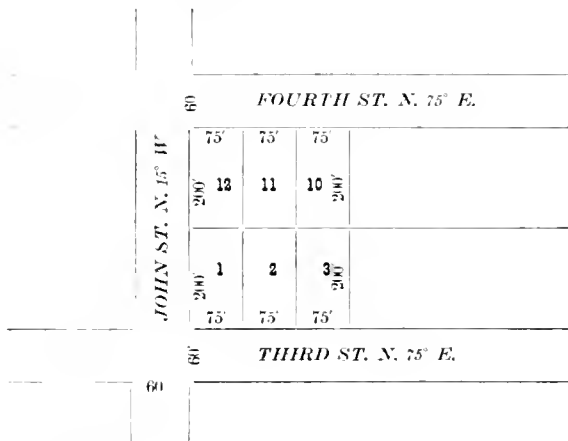 60
FOURTH ST. N. 75° E.
75' 75' 75'
JOHN ST. N. 15° W
200' 12 11 10 200'
200' 1 2 3 200'
75' 75' 75'
60'
THIRD ST. N. 75° E.
60